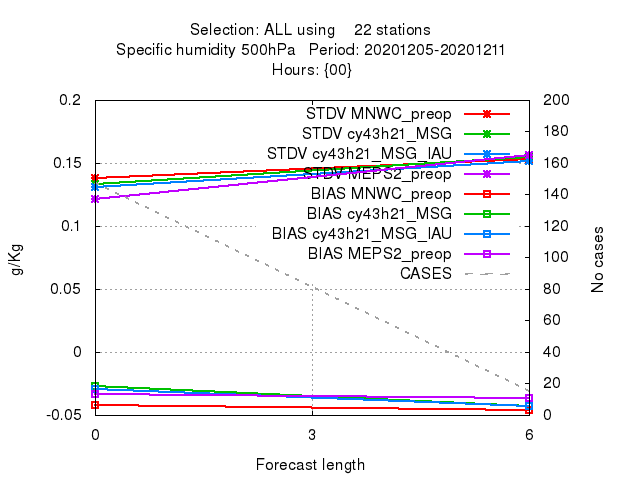 Selection: ALL using 22 stations
Specific humidity 500hPa Period: 20201205-20201211
Hours: {00}
0.2
0.15
0.1
0.05
0
-0.05
200
180
160
140
120
100
80
60
40
20
0
STDV MNWC_preop
STDV cy43h21_MSG
STDV cy43h21_MSG_IAU
STDV MEPS2_preop
BIAS MNWC_preop
BIAS cy43h21_MSG
BIAS cy43h21_MSG_IAU
BIAS MEPS2_preop
CASES
g/Kg
No cases
0 3 6
Forecast length